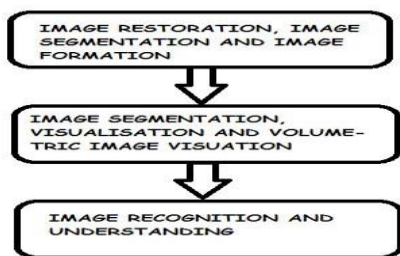 IMAGE RESTORATION, IMAGE
SEGMENTATION AND IMAGE
FORMATION
IMAGE SEGMENTATION,
VISUALISATION AND VOLUME-
TRIC IMAGE VISUATION
IMAGE RECOGNITION AND
UNDERSTANDING